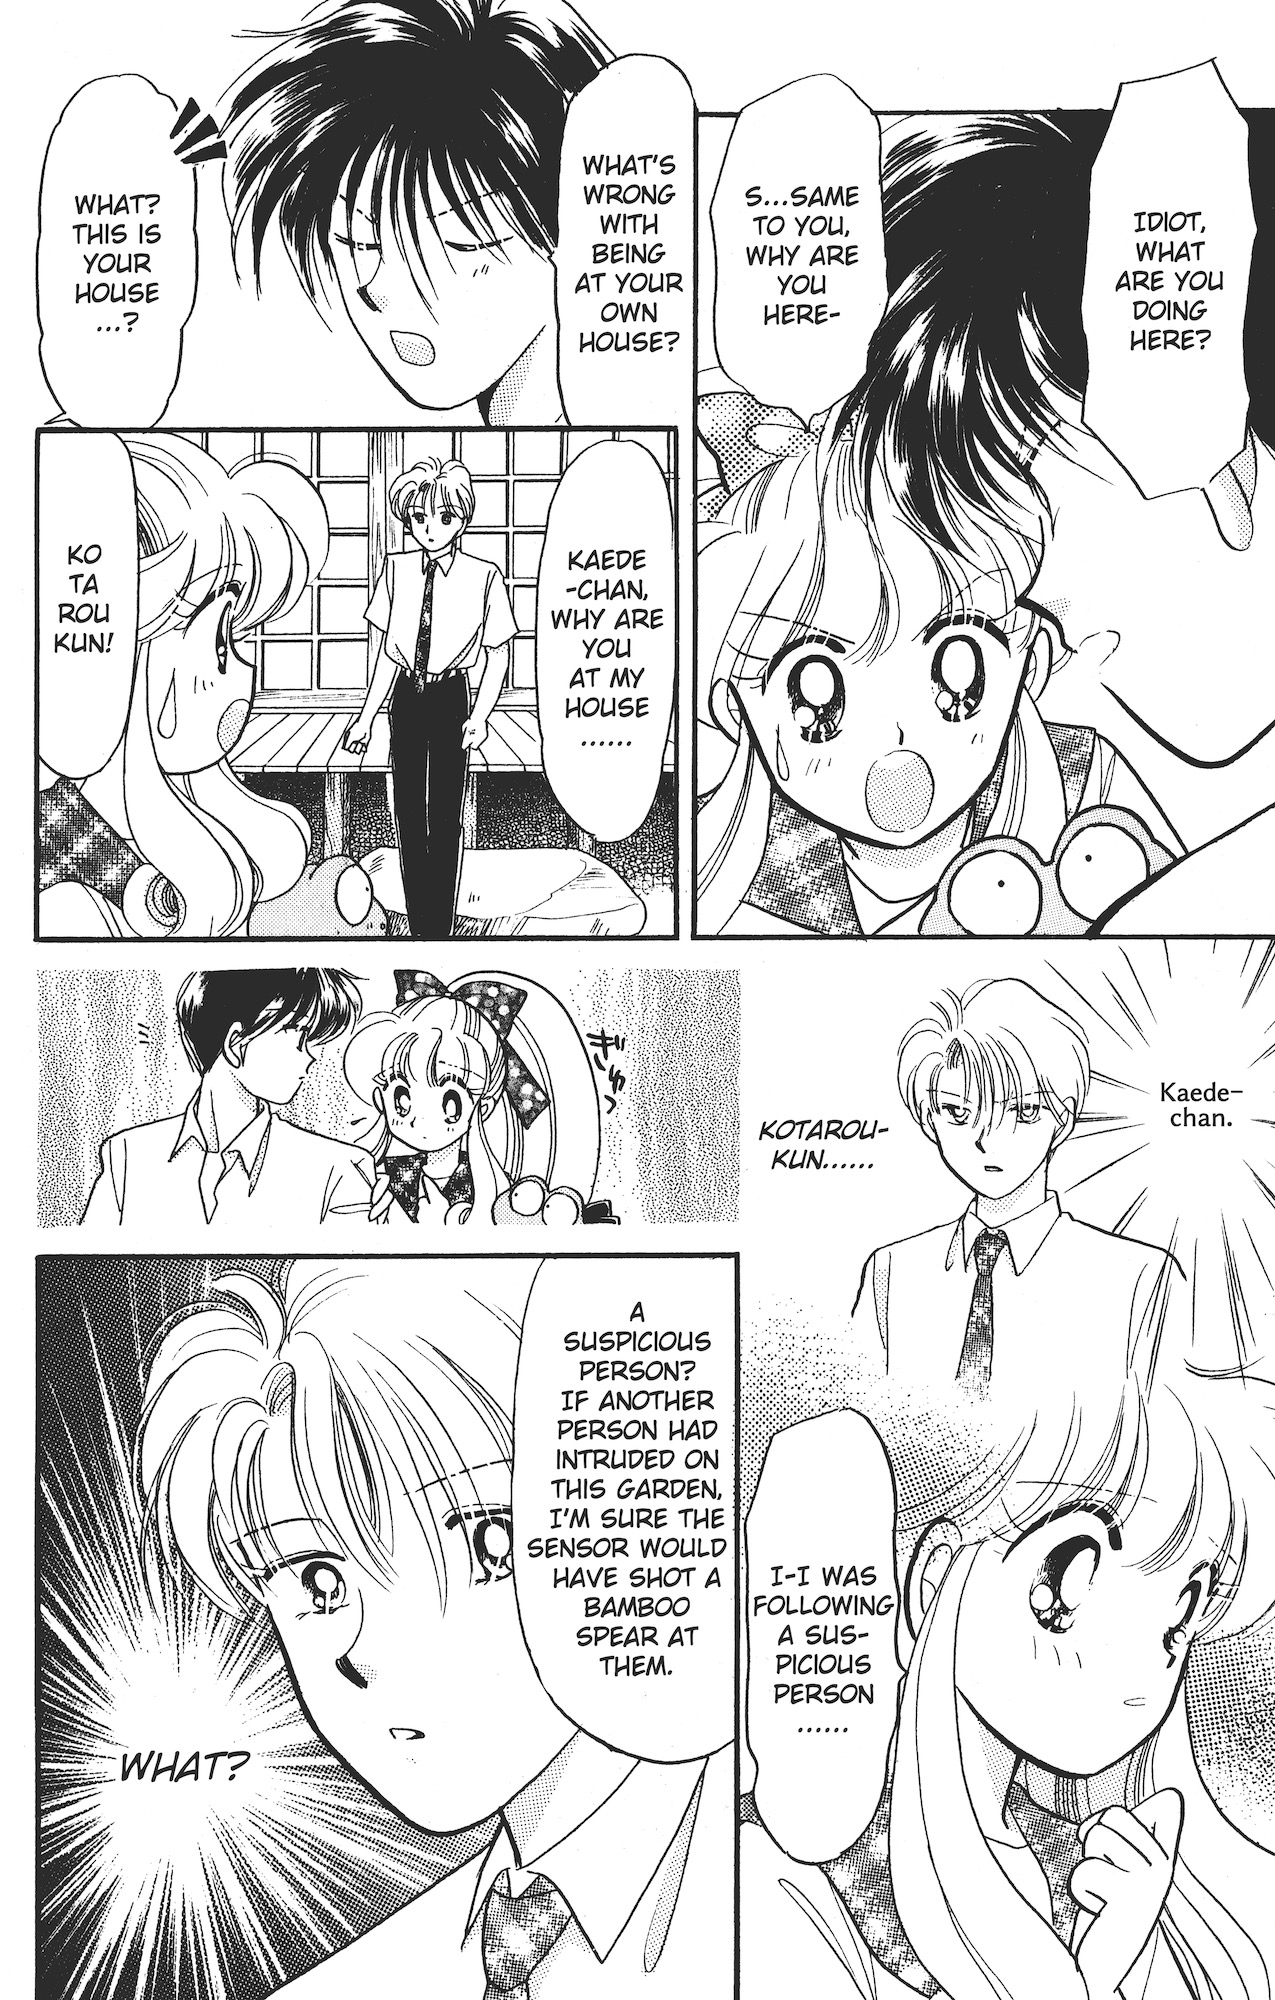 IDIOT,
WHAT
ARE YOU
DOING
HERE?
S...SAME
TO YOU,
WHY ARE
YOU
HERE-
WHAT'S
WRONG
WITH
BEING
AT YOUR
OWN
HOUSE?
WHAT?
THIS IS
YOUR
HOUSE
...?
KAEDE
-CHAN,
WHY ARE
YOU
AT MY
HOUSE
......
KO
TA
ROU
KUN!
Kaede-
chan.
KOTAROU-
KUN......
ぎゅっ
I-I WAS
FOLLOWING
A SUS-
PICIOUS
PERSON
......
A
SUSPICIOUS
PERSON?
IF ANOTHER
PERSON HAD
INTRUDED ON
THIS GARDEN,
I'M SURE THE
SENSOR WOULD
HAVE SHOT A
BAMBOO
SPEAR AT
THEM.
WHAT?